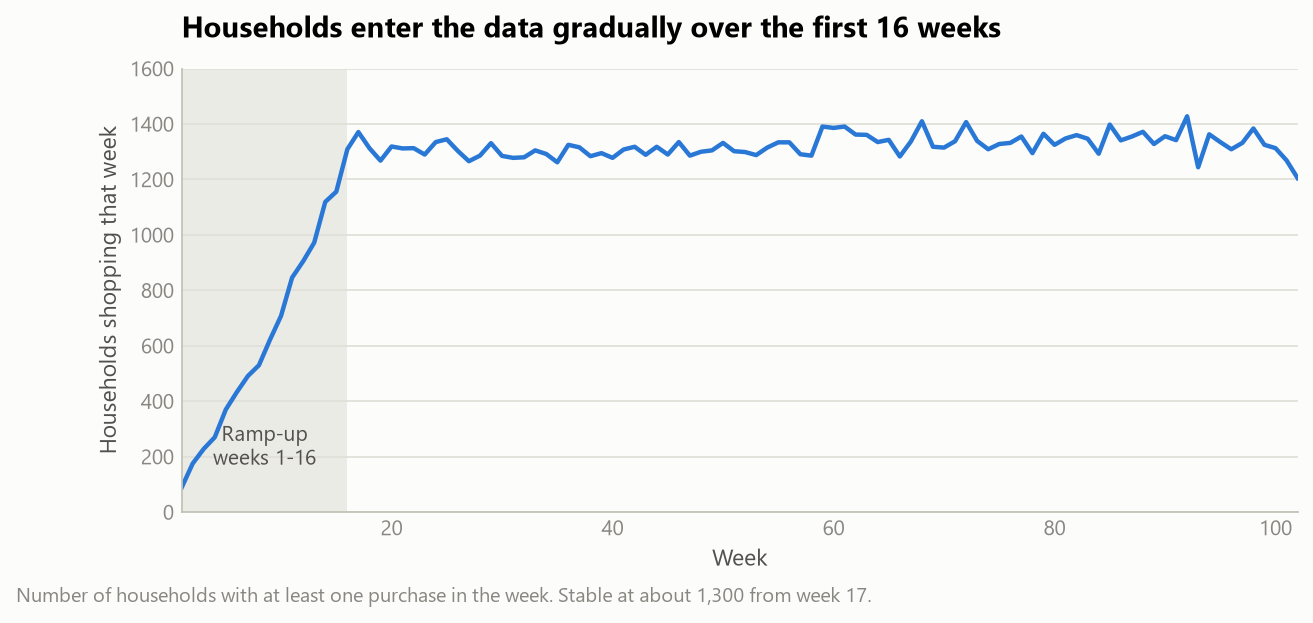 Households enter the data gradually over the first 16 weeks
Households shopping that week
1600
1400
1200
1000
800
600
400
200
0
Ramp-up
weeks 1-16
20
40
60
80
100
Week
Number of households with at least one purchase in the week. Stable at about 1,300 from week 17.